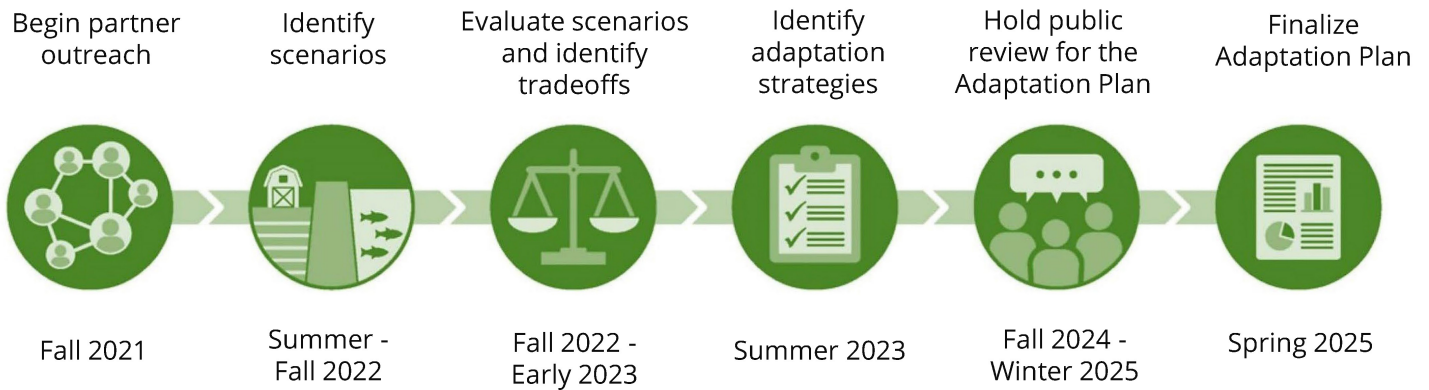 Begin partner
outreach
Identify
scenarios
Evaluate scenarios
and identify
tradeoffs
Identify
adaptation
strategies
Hold public
review for the
Adaptation Plan
Finalize
Adaptation Plan
Fall 2021
Summer -
Fall 2022
Fall 2022 -
Early 2023
Summer 2023
Fall 2024 -
Winter 2025
Spring 2025